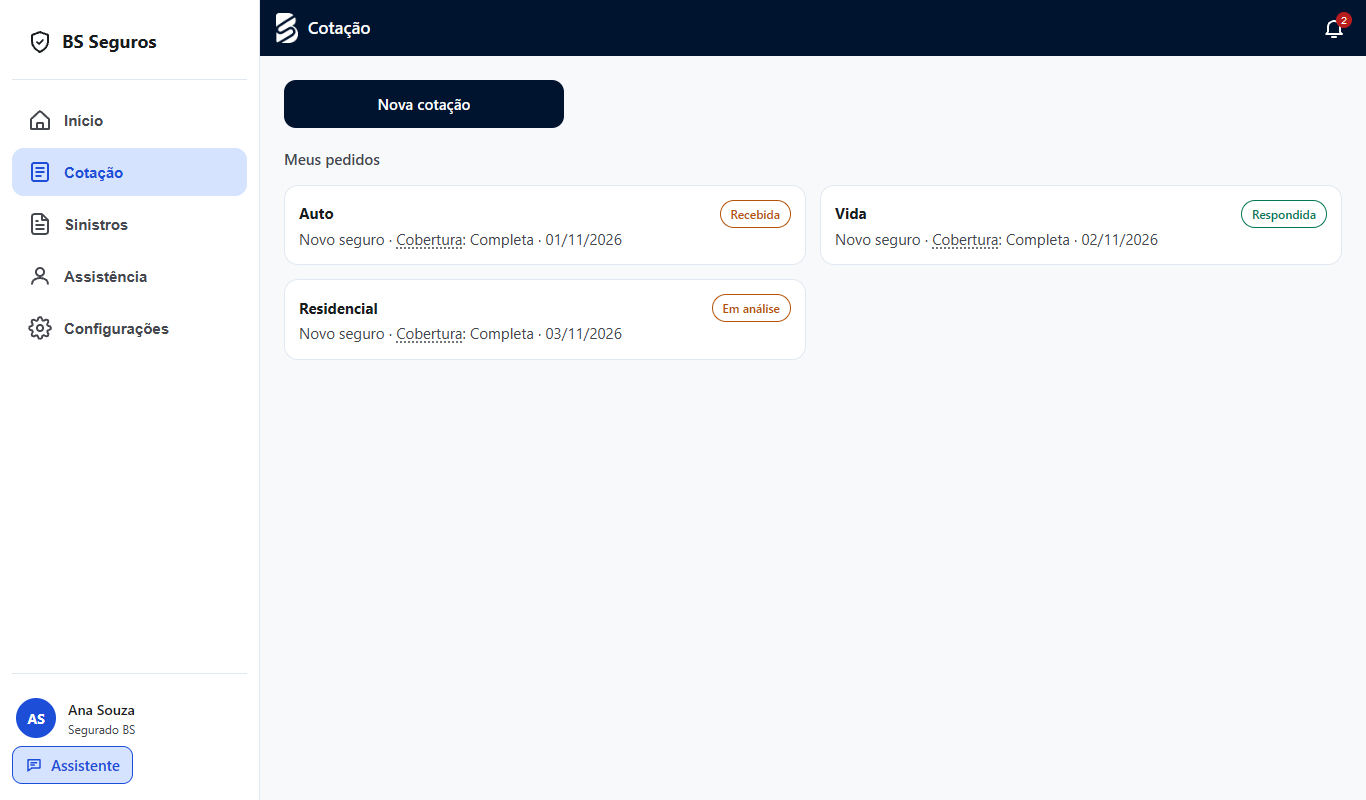 BS Seguros
Início
Cotação
Sinistros
Assistência
Configurações
AS
Ana Souza
Segurado BS
Assistente
Cotação
2
Nova cotação
Meus pedidos
Auto
Recebida
Novo seguro · Cobertura: Completa · 01/11/2026
Vida
Respondida
Novo seguro · Cobertura: Completa · 02/11/2026
Residencial
Em análise
Novo seguro · Cobertura: Completa · 03/11/2026